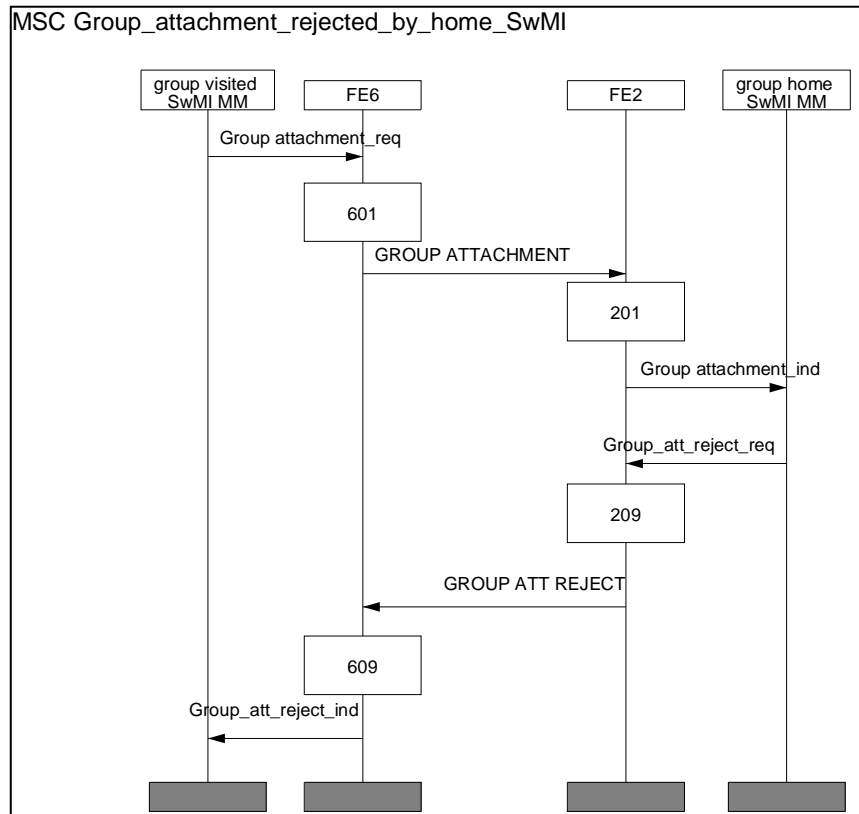 MSC Group_attachment_rejected_by_home_SwMI
group visited
SwMI MM
FE6
FE2
group home
SwMI MM
Group attachment_req
601
GROUP ATTACHMENT
201
Group attachment_ind
Group_att_reject_req
209
GROUP ATT REJECT
609
Group_att_reject_ind